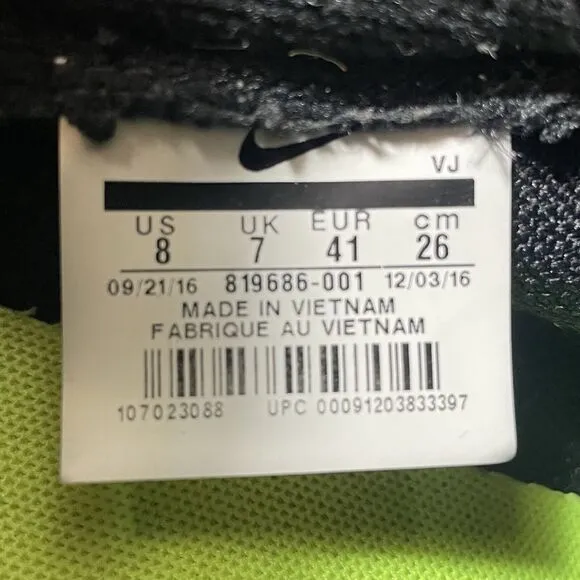 VJ
US UK EUR cm
8 7 41 26
09/21/16 819686-001 12/03/16
MADE IN VIETNAM
FABRIQUE AU VIETNAM
107023088 UPC 00091203833397